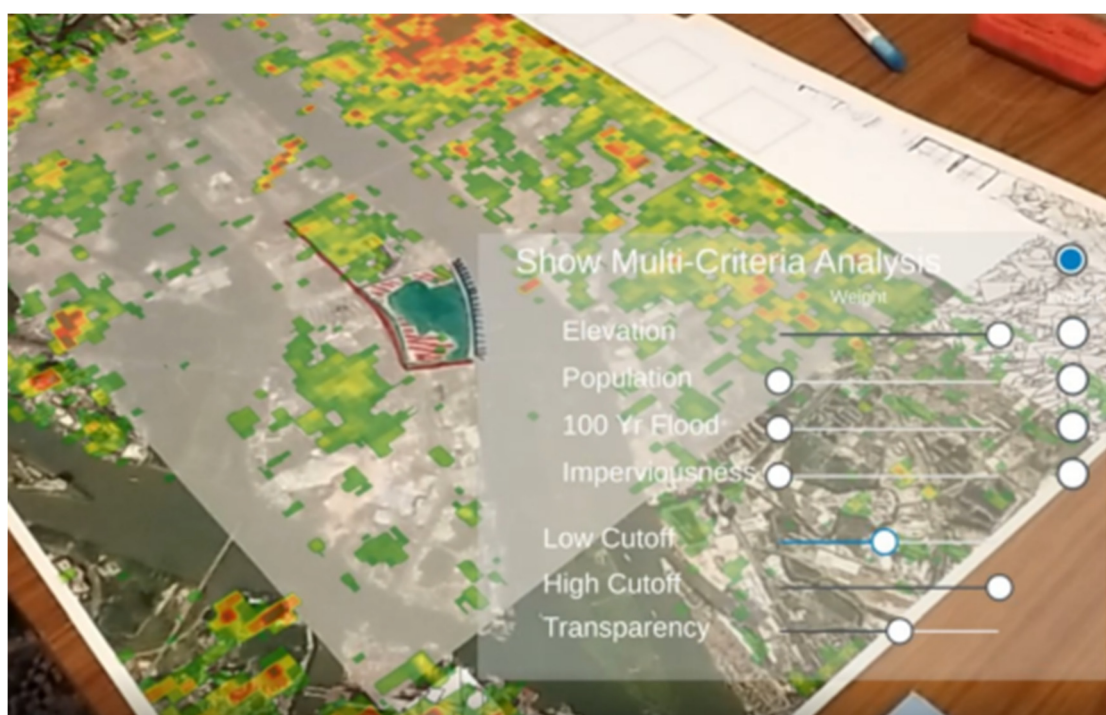 Show Multi-Criteria Analysis
Weight
Elevation
Population
100 Yr Flood
Imperviousness
Low Cutoff
High Cutoff
Transparency